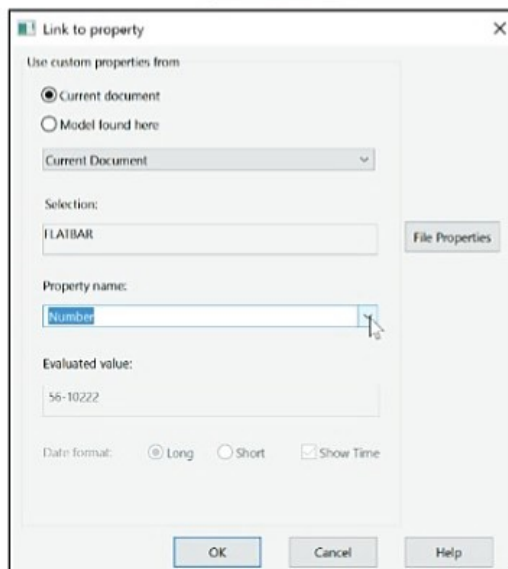 Link to property
Use custom properties from
Current document
Model found here
Current Document
Selection:
FLATBAR
File Properties
Property name:
Number
Evaluated value:
56-10222
Date format:
Long
Short
Show Time
OK
Cancel
Help